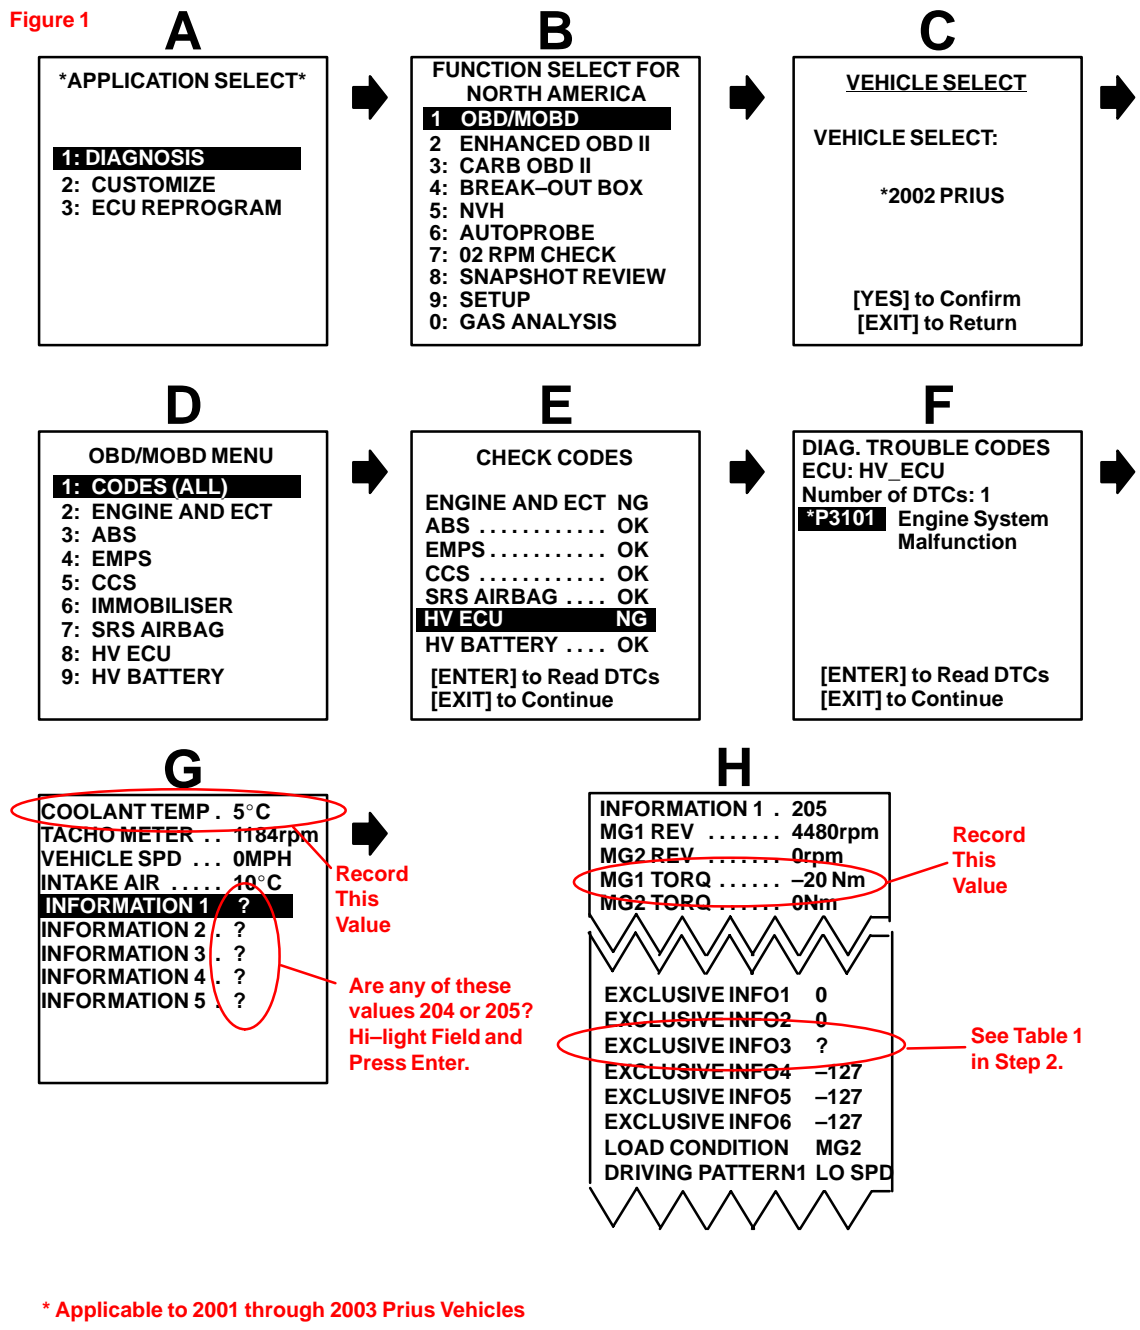 Figure 1
A
*APPLICATION SELECT*
1: DIAGNOSIS
2: CUSTOMIZE
3: ECU REPROGRAM
B
FUNCTION SELECT FOR
NORTH AMERICA
1 OBD/MOBD
2 ENHANCED OBD II
3: CARB OBD II
4: BREAK–OUT BOX
5: NVH
6: AUTOPROBE
7: 02 RPM CHECK
8: SNAPSHOT REVIEW
9: SETUP
0: GAS ANALYSIS
C
VEHICLE SELECT
VEHICLE SELECT:
*2002 PRIUS
[YES] to Confirm
[EXIT] to Return
D
OBD/MOBD MENU
1: CODES (ALL)
2: ENGINE AND ECT
3: ABS
4: EMPS
5: CCS
6: IMMOBILISER
7: SRS AIRBAG
8: HV ECU
9: HV BATTERY
E
CHECK CODES
ENGINE AND ECT NG
ABS . . . . . . . . . . . . OK
EMPS . . . . . . . . . . . OK
CCS . . . . . . . . . . . . OK
SRS AIRBAG . . . . OK
HV ECU NG
HV BATTERY . . . . OK
[ENTER] to Read DTCs
[EXIT] to Continue
F
DIAG. TROUBLE CODES
ECU: HV_ECU
Number of DTCs: 1
*P3101 Engine System
Malfunction
[ENTER] to Read DTCs
[EXIT] to Continue
G
COOLANT TEMP . 5°C
TACHO METER . . 1184rpm
VEHICLE SPD . . . 0MPH
INTAKE AIR . . . . . 10°C
INFORMATION 1 ?
INFORMATION 2 . ?
INFORMATION 3 . ?
INFORMATION 4 . ?
INFORMATION 5 . ?
Record
This
Value
Are any of these
values 204 or 205?
Hi–light Field and
Press Enter.
H
INFORMATION 1 . 205
MG1 REV . . . . . . . 4480rpm
MG2 REV . . . . . . . 0rpm
MG1 TORQ . . . . . . –20 Nm
MG2 TORQ . . . . . . 0Nm
Record
This
Value
EXCLUSIVE INFO1 0
EXCLUSIVE INFO2 0
EXCLUSIVE INFO3 ?
EXCLUSIVE INFO4 –127
EXCLUSIVE INFO5 –127
EXCLUSIVE INFO6 –127
LOAD CONDITION MG2
DRIVING PATTERN1 LO SPD
See Table 1
in Step 2.
* Applicable to 2001 through 2003 Prius Vehicles